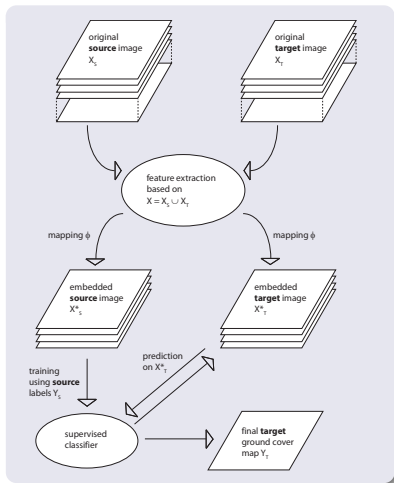 original
source image
X_S
original
target image
X_T
feature extraction
based on
X = X_S ∪ X_T
mapping ϕ
mapping ϕ
embedded
source image
X*_S
embedded
target image
X*_T
training
using source
labels Y_S
prediction
on X*_T
supervised
classifier
final target
ground cover
map Y_T